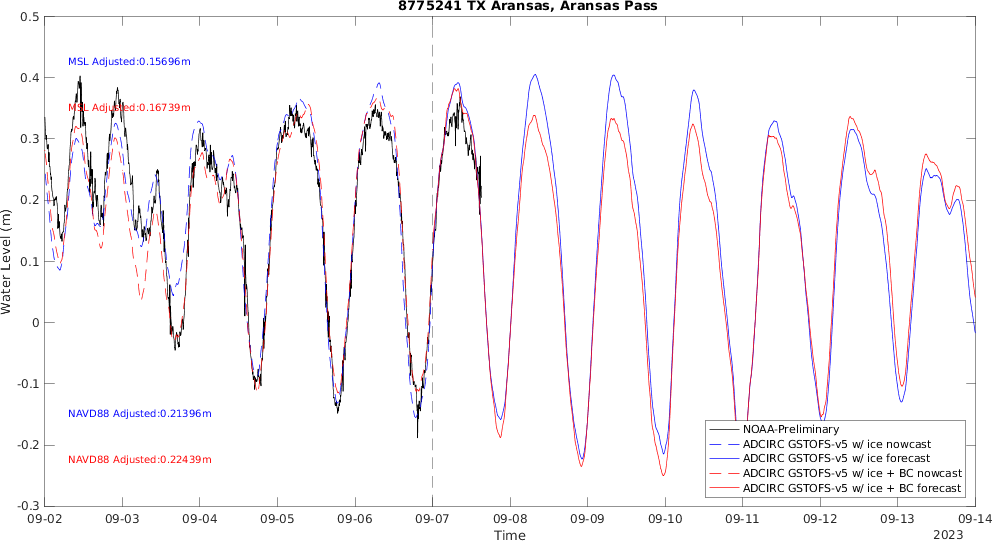 8775241 TX Aransas, Aransas Pass
0.5
0.4
0.3
0.2
0.1
0
-0.1
-0.2
-0.3
Water Level (m)
MSL Adjusted:0.15696m
MSL Adjusted:0.16739m
NAVD88 Adjusted:0.21396m
NAVD88 Adjusted:0.22439m
NOAA-Preliminary
ADCIRC GSTOFS-v5 w/ ice nowcast
ADCIRC GSTOFS-v5 w/ ice forecast
ADCIRC GSTOFS-v5 w/ ice + BC nowcast
ADCIRC GSTOFS-v5 w/ ice + BC forecast
09-02 09-03 09-04 09-05 09-06 09-07 09-08 09-09 09-10 09-11 09-12 09-13 09-14
Time
2023